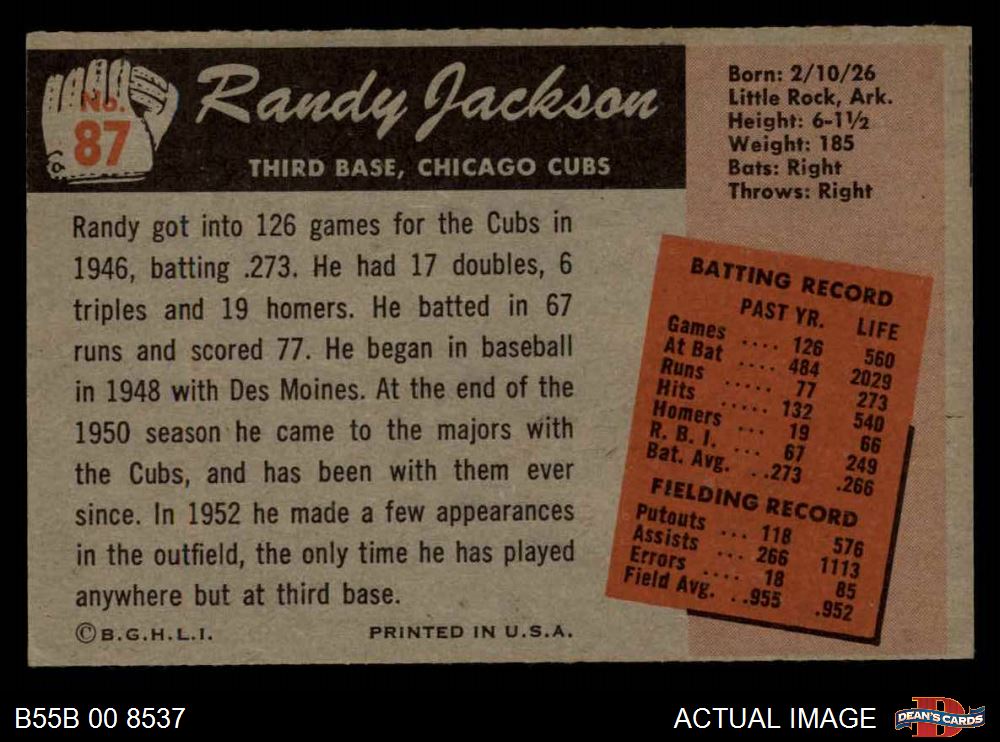 No.
87
Randy Jackson
THIRD BASE, CHICAGO CUBS
Born: 2/10/26
Little Rock, Ark.
Height: 6-1½
Weight: 185
Bats: Right
Throws: Right
Randy got into 126 games for the Cubs in
1946, batting .273. He had 17 doubles, 6
triples and 19 homers. He batted in 67
runs and scored 77. He began in baseball
in 1948 with Des Moines. At the end of the
1950 season he came to the majors with
the Cubs, and has been with them ever
since. In 1952 he made a few appearances
in the outfield, the only time he has played
anywhere but at third base.
©B.G.H.L.I. PRINTED IN U.S.A.
BATTING RECORD
PAST YR. LIFE
Games .... 126 560
At Bat .... 484 2029
Runs ..... 77 273
Hits ..... 132 540
Homers ... 19 66
R. B. I. ... 67 249
Bat. Avg. ..273 .266
FIELDING RECORD
Putouts ... 118 576
Assists ... 266 1113
Errors .... 18 85
Field Avg. ..955 .952
B55B 00 8537
ACTUAL IMAGE
D
DEAN'S CARDS